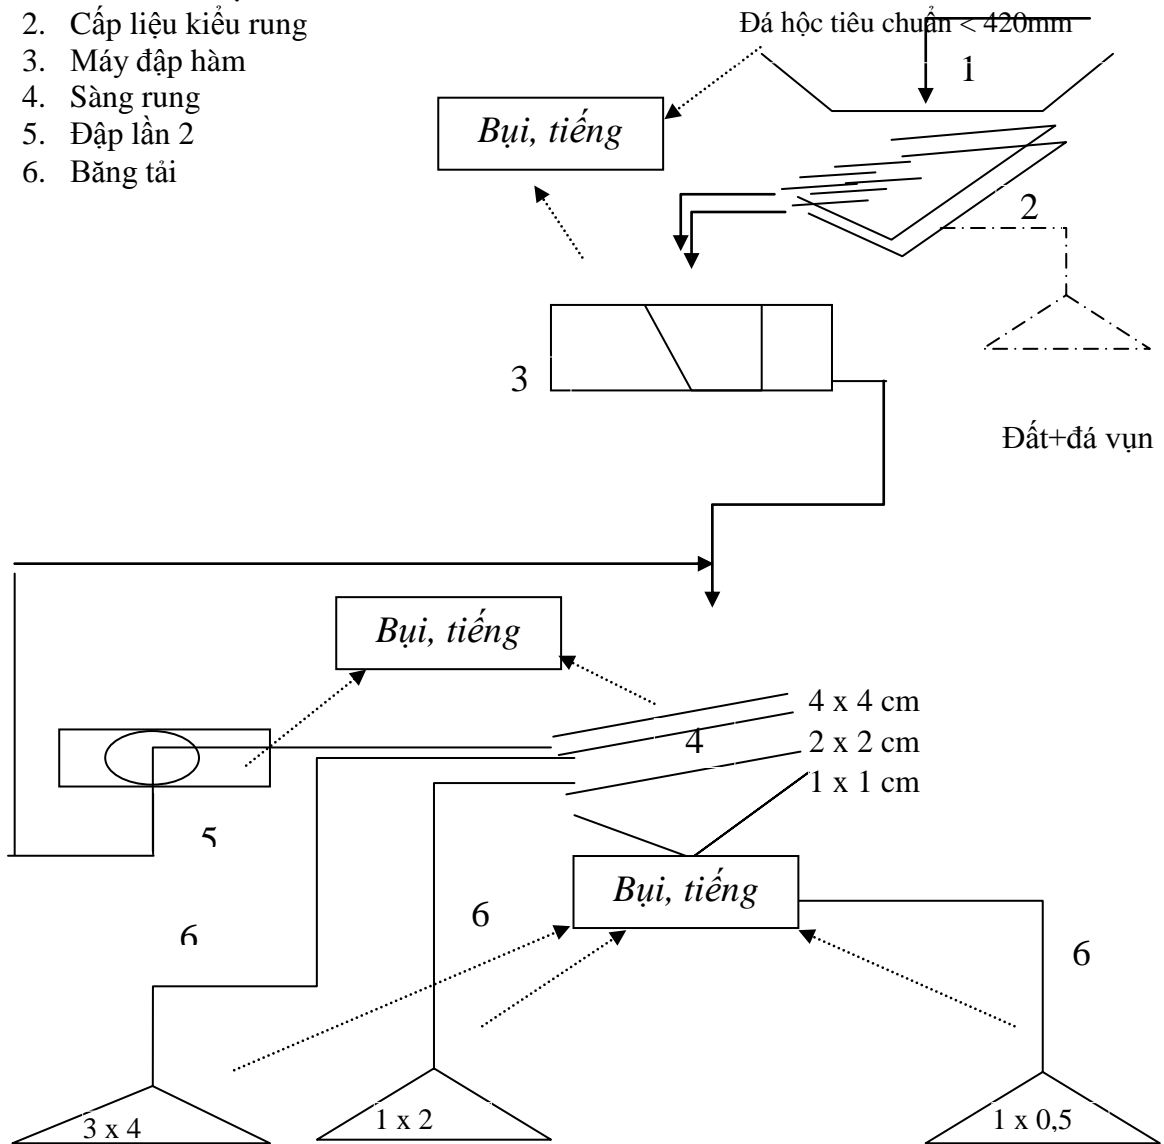 2. Cấp liệu kiểu rung
3. Máy đập hàm
4. Sàng rung
5. Đập lần 2
6. Băng tải
Đá hộc tiêu chuẩn < 420mm
1
Bụi, tiếng
2
3
Đất+đá vụn
Bụi, tiếng
4 x 4 cm
4
2 x 2 cm
1 x 1 cm
5
Bụi, tiếng
6
6
6
3 x 4
1 x 2
1 x 0,5